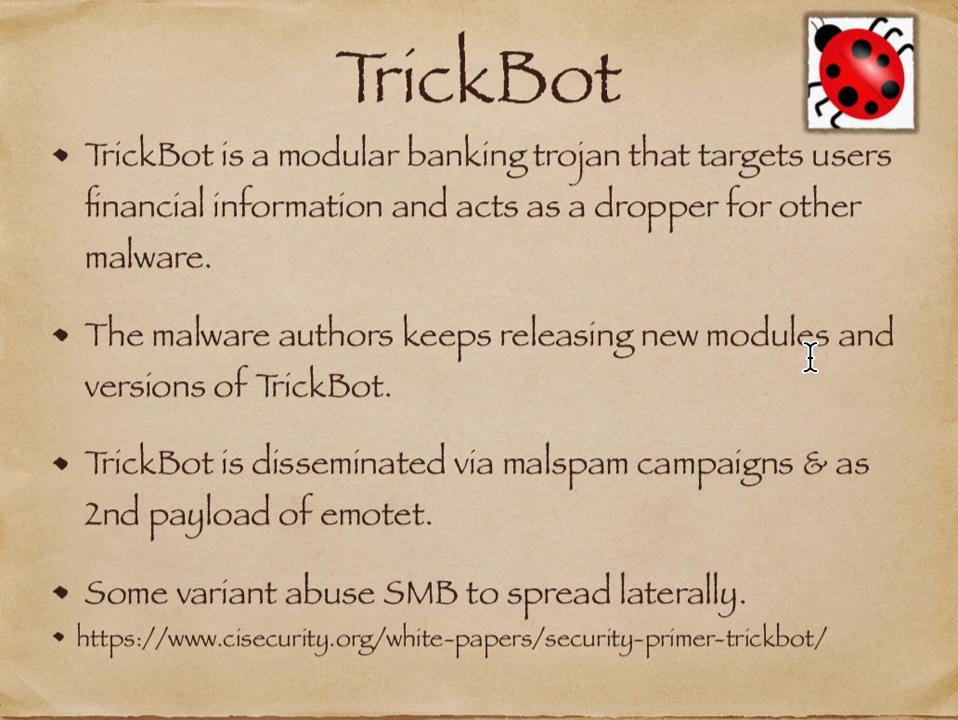 TrickBot
• TrickBot is a modular banking trojan that targets users
financial information and acts as a dropper for other
malware.
• The malware authors keeps releasing new modules and
versions of TrickBot.
• TrickBot is disseminated via malspam campaigns & as
2nd payload of emotet.
• Some variant abuse SMB to spread laterally.
• https://www.cisecurity.org/white-papers/security-primer-trickbot/